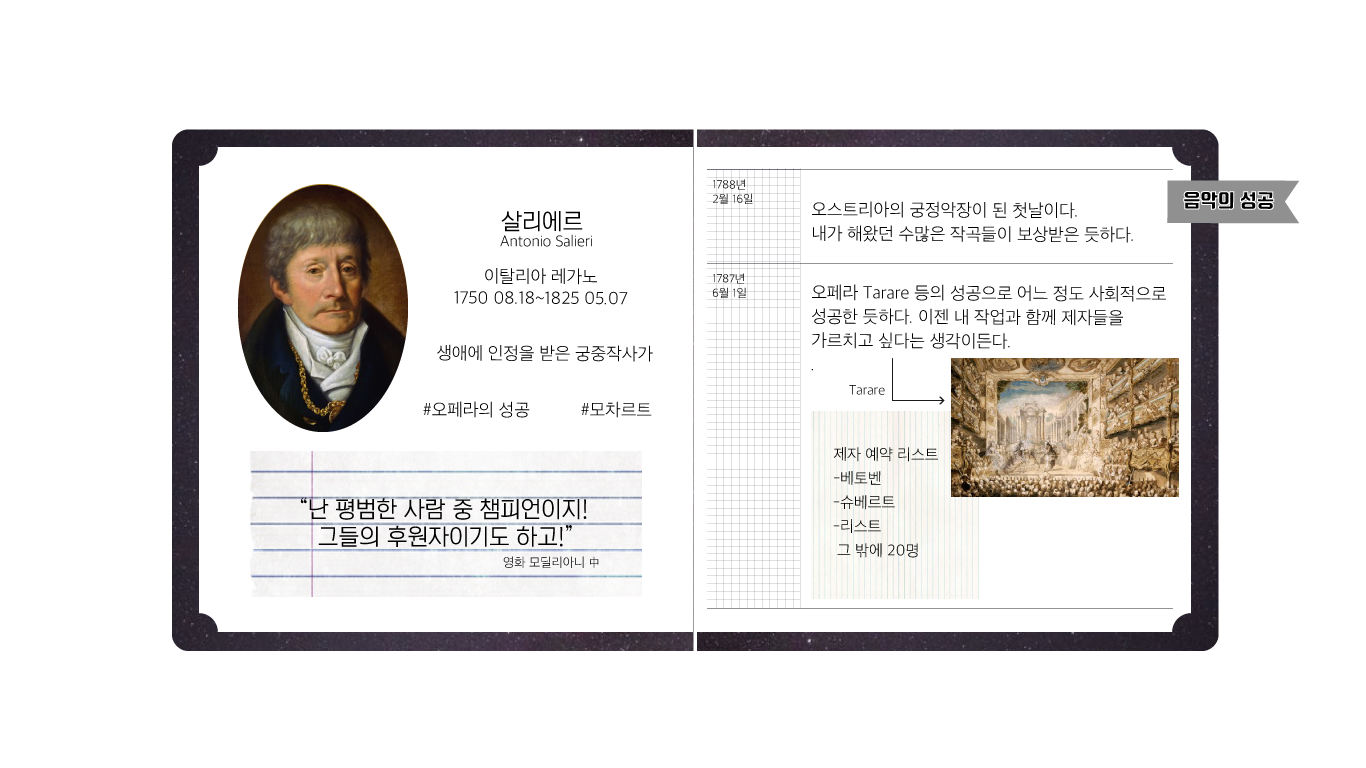 살리에르
Antonio Salieri
이탈리아 레가노
1750 08.18~1825 05.07
생애에 인정을 받은 궁중작사가
#오페라의 성공 #모차르트
“난 평범한 사람 중 챔피언이지!
그들의 후원자이기도 하고!”
영화 모딜리아니 中
음악의 성공
1788년
2월 16일
오스트리아의 궁정악장이 된 첫날이다.
내가 해왔던 수많은 작곡들이 보상받은 듯하다.
1787년
6월 1일
오페라 Tarare 등의 성공으로 어느 정도 사회적으로
성공한 듯하다. 이젠 내 작업과 함께 제자들을
가르치고 싶다는 생각이든다.
.
Tarare
제자 예약 리스트
-베토벤
-슈베르트
-리스트
그 밖에 20명